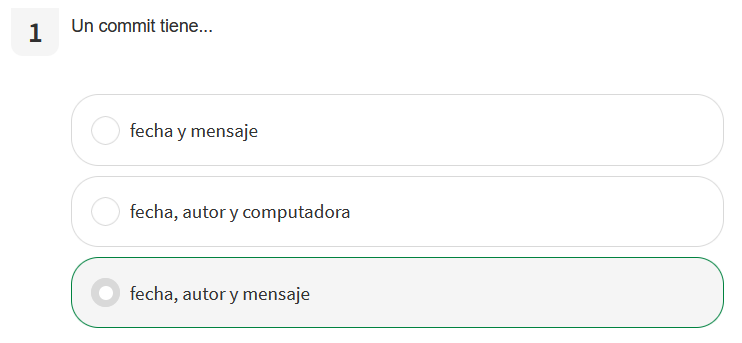 1
Un commit tiene...
fecha y mensaje
fecha, autor y computadora
fecha, autor y mensaje